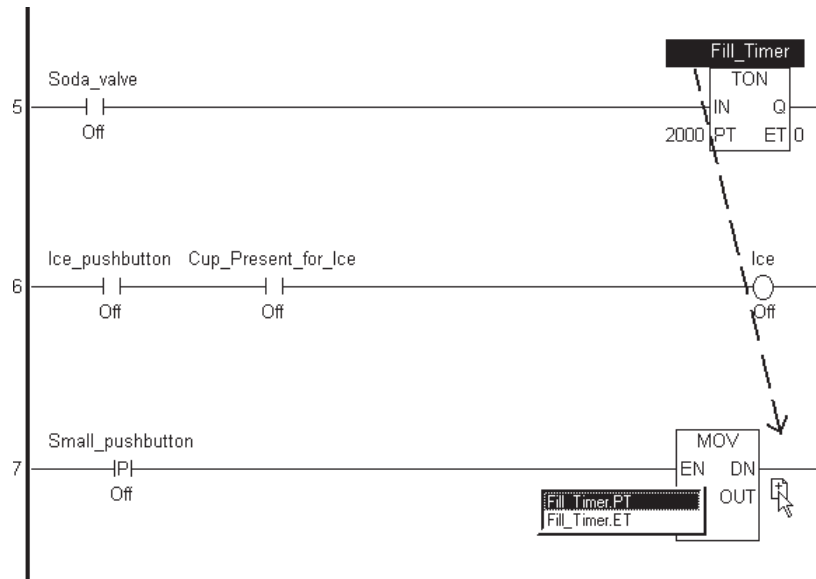 Fill_Timer
Soda_valve
TON
5
IN Q
Off
2000 PT ET 0
Ice_pushbutton Cup_Present_for_Ice Ice
6
Off Off Off
Small_pushbutton
MOV
7
P
EN DN
Off
OUT
Fill_Timer.PT
Fill_Timer.ET